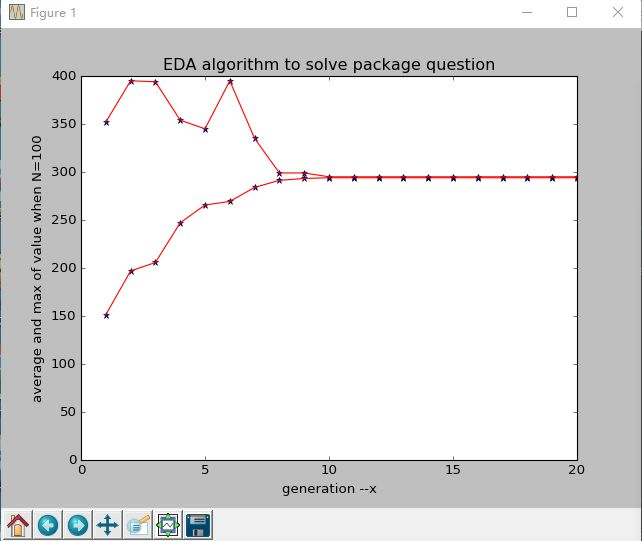 Figure 1
EDA algorithm to solve package question
400
350
300
250
200
150
100
50
0
average and max of value when N=100
0 5 10 15 20
generation --x